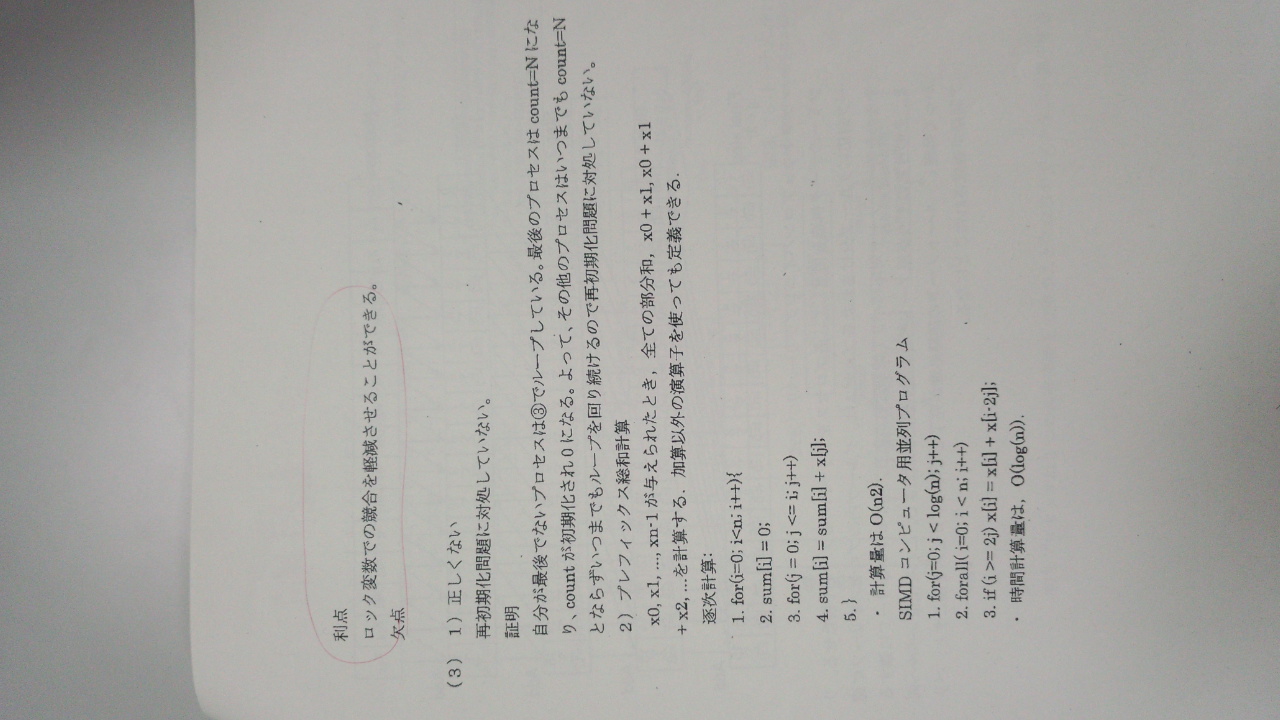 利点
ロック変数での競合を軽減させることができる。
欠点
(3) 1)正しくない
再初期化問題に対処していない。
証明
自分が最後でないプロセスは③でループしている。最後のプロセスは count=N にな
り、count が初期化され 0 になる。よって、その他のプロセスはいつまでも count=N
とならずいつまでもループを回り続けるので再初期化問題に対処していない。
2)プレフィックス総和計算
x0, x1, ..., xn-1 が与えられたとき，全ての部分和，x0 + x1, x0 + x1
+ x2, ...を計算する．加算以外の演算子を使っても定義できる．
逐次計算:
1. for(i=0; i<n; i++){
2. sum[i] = 0;
3. for(j = 0; j <= i; j++)
4. sum[i] = sum[i] + x[j];
5. }
・ 計算量は O(n2).
SIMD コンピュータ用並列プログラム
1. for(j=0; j < log(n); j++)
2. forall( i=0; i < n; i++)
3. if (i >= 2j) x[i] = x[i] + x[i-2j];
・ 時間計算量は，O(log(n)).